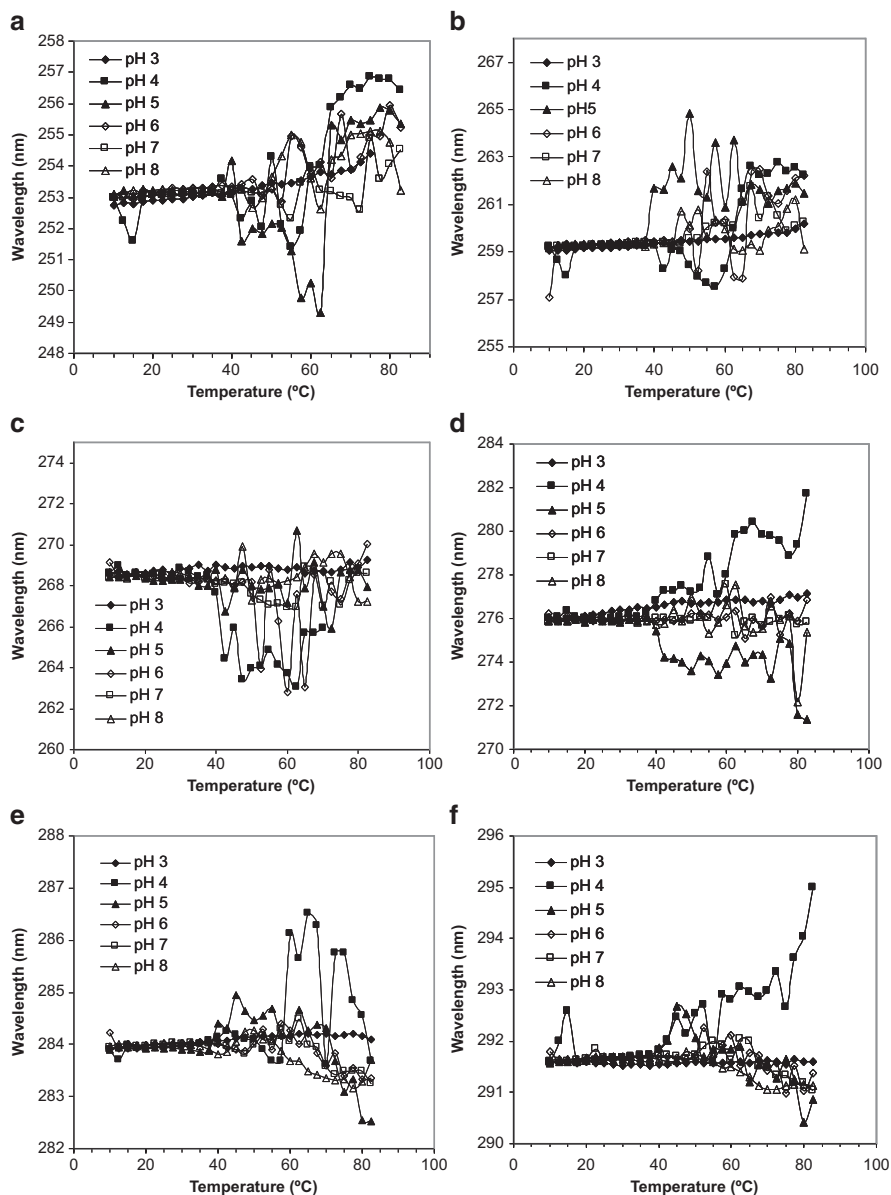 a
258
257
256
255
254
253
252
251
250
249
248
Wavelength (nm)
pH 3
pH 4
pH 5
pH 6
pH 7
pH 8
20
40
60
80
Temperature (ºC)
b
267
265
263
261
259
257
255
Wavelength (nm)
pH 3
pH 4
pH5
pH 6
pH 7
pH 8
0
20
40
60
80
100
Temperature (ºC)
c
274
272
270
268
266
264
262
260
Wavelength (nm)
pH 3
pH 4
pH 5
pH 6
pH 7
pH 8
0
20
40
60
80
100
Temperature (ºC)
d
284
282
280
278
276
274
272
270
Wavelength (nm)
pH 3
pH 4
pH 5
pH 6
pH 7
pH 8
0
20
40
60
80
100
Temperature (ºC)
e
288
287
286
285
284
283
282
Wavelength (nm)
pH 3
pH 4
pH 5
pH 6
pH 7
pH 8
0
20
40
60
80
100
Temperature (ºC)
f
296
295
294
293
292
291
290
Wavelength (nm)
pH 3
pH 4
pH 5
pH 6
pH 7
pH 8
0
20
40
60
80
100
Temperature (ºC)